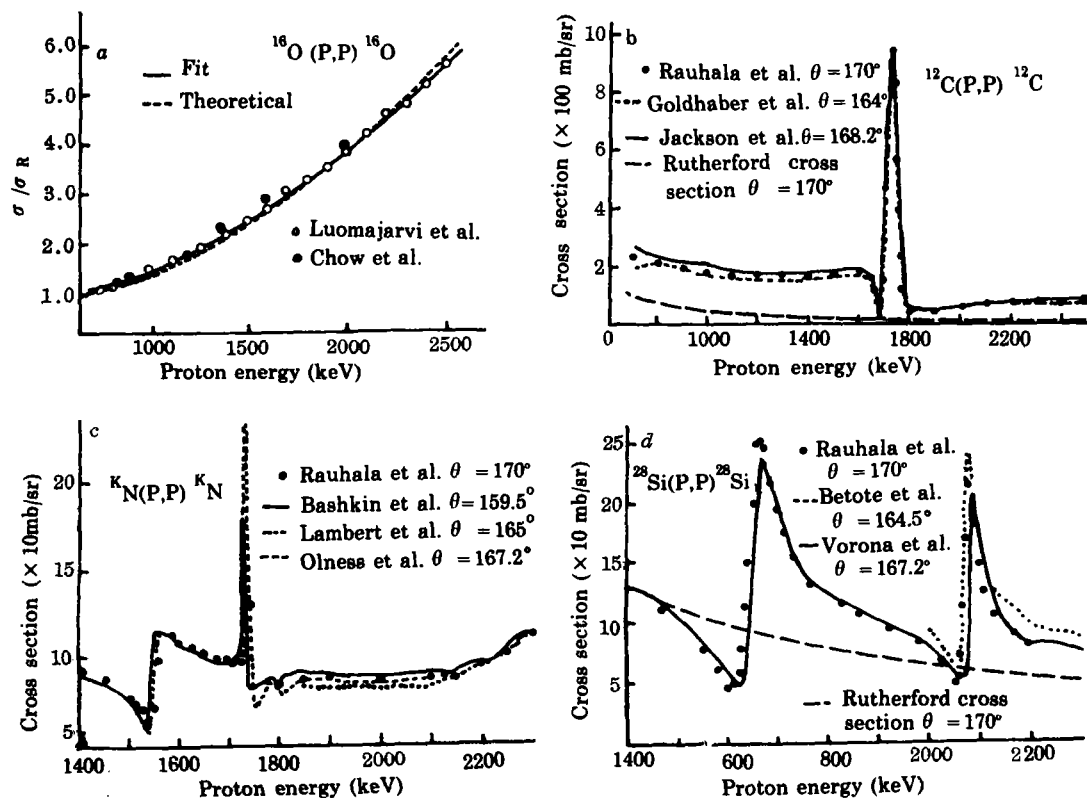 a
¹⁶O (P,P) ¹⁶O
Fit
Theoretical
Luomajarvi et al.
Chow et al.
6.0
5.0
4.0
3.0
2.0
1.0
σ/σ R
1000 1500 2000 2500
Proton energy (keV)
b
¹²C(P,P) ¹²C
Rauhala et al. θ = 170°
Goldhaber et al. θ = 164°
Jackson et al. θ = 168.2°
Rutherford cross
section θ = 170°
10
8
6
4
2
Cross section (× 100 mb/sr)
0 600 1000 1400 1800 2200
Proton energy (keV)
c
ᴷN(P,P) ᴷN
Rauhala et al. θ = 170°
Bashkin et al. θ = 159.5°
Lambert et al. θ = 165°
Olness et al. θ = 167.2°
20
15
10
5
Cross section (× 10mb/sr)
1400 1600 1800 2000 2200
Proton energy (keV)
d
²⁸Si(P,P)²⁸Si
Rauhala et al.
θ = 170°
Betote et al.
θ = 164.5°
Vorona et al.
θ = 167.2°
Rutherford cross
section θ = 170°
25
20
15
10
5
Cross section (× 10 mb/sr)
1400 600 800 2000 2200
Proton energy (keV)